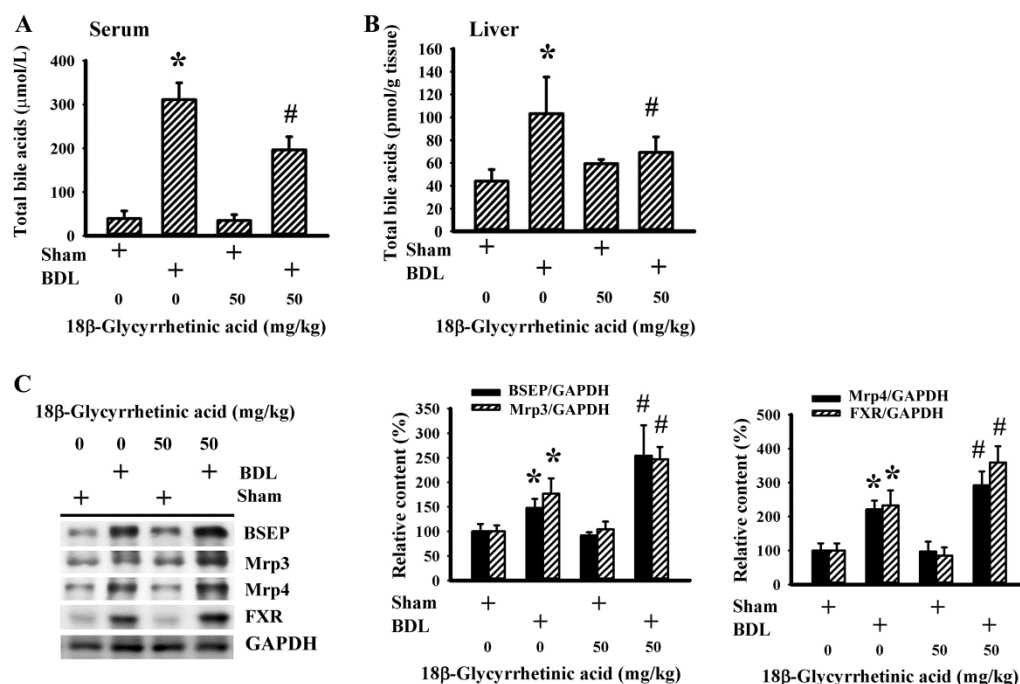 A Serum
Total bile acids (μmol/L)
400
300
200
100
0
*
#
Sham + +
BDL + +
0 0 50 50
18β-Glycyrrhetinic acid (mg/kg)
B Liver
Total bile acids (pmol/g tissue)
160
140
120
100
80
60
40
20
0
*
#
Sham + +
BDL + +
0 0 50 50
18β-Glycyrrhetinic acid (mg/kg)
C
18β-Glycyrrhetinic acid (mg/kg)
0 0 50 50
+ + BDL
+ + Sham
BSEP
Mrp3
Mrp4
FXR
GAPDH
BSEP/GAPDH
Mrp3/GAPDH
Relative content (%)
350
300
250
200
150
100
50
0
* *
# #
Sham + +
BDL + +
0 0 50 50
18β-Glycyrrhetinic acid (mg/kg)
Mrp4/GAPDH
FXR/GAPDH
Relative content (%)
500
400
300
200
100
0
* *
# #
Sham + +
BDL + +
0 0 50 50
18β-Glycyrrhetinic acid (mg/kg)